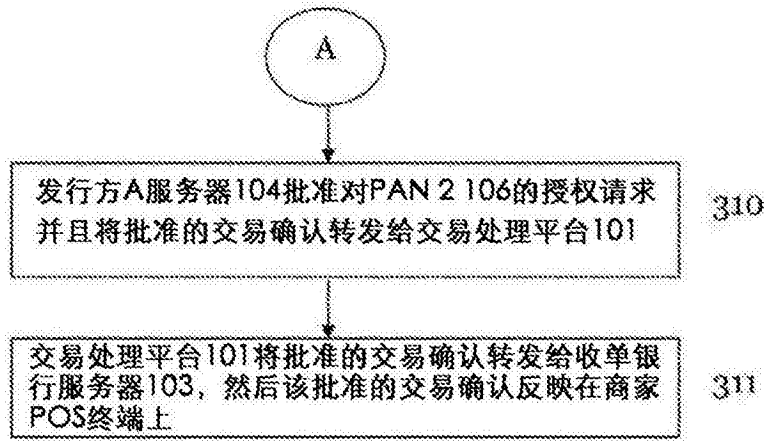 A
发行方A服务器104批准对PAN 2 106的授权请求
并且将批准的交易确认转发给交易处理平台101
310
交易处理平台101将批准的交易确认转发给收单银
行服务器103，然后该批准的交易确认反映在商家
POS终端上
311